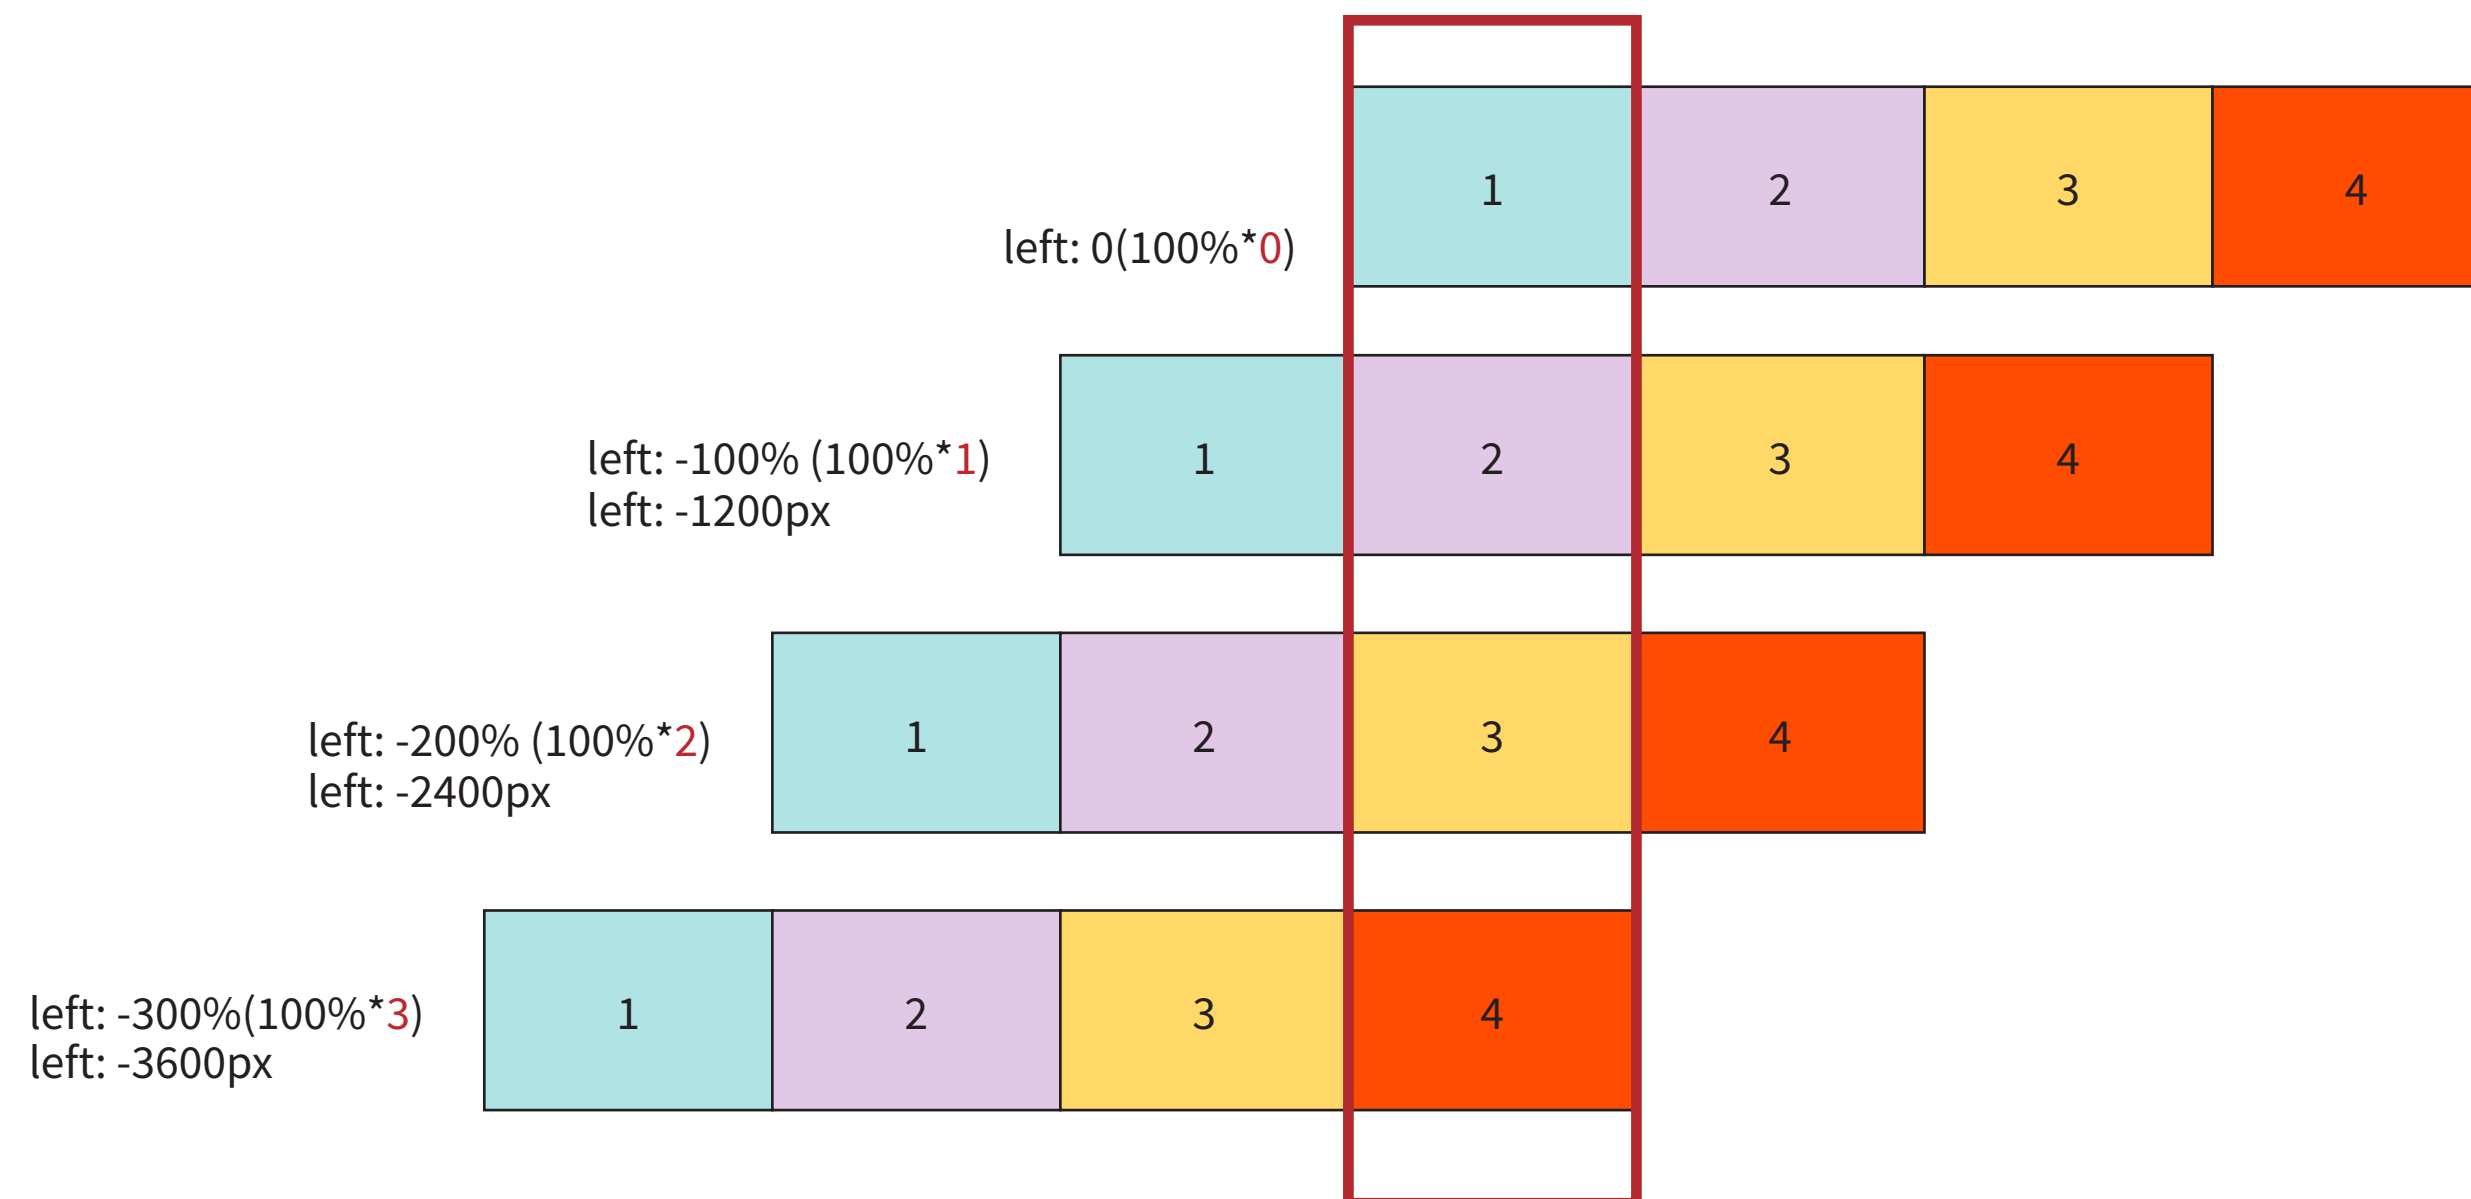 1 2 3 4
left: 0(100%*0)
left: -100% (100%*1)
left: -1200px
1 2 3 4
left: -200% (100%*2)
left: -2400px
1 2 3 4
left: -300%(100%*3)
left: -3600px
1 2 3 4